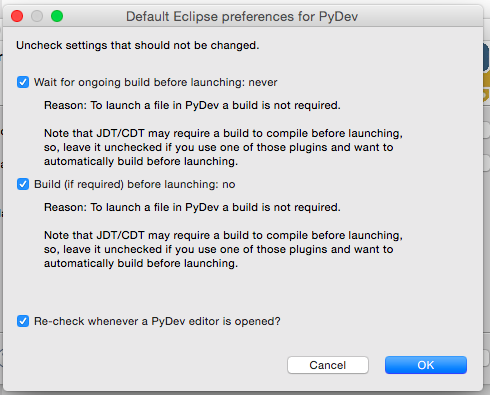 Default Eclipse preferences for PyDev
Uncheck settings that should not be changed.
Wait for ongoing build before launching: never
Reason: To launch a file in PyDev a build is not required.
Note that JDT/CDT may require a build to compile before launching,
so, leave it unchecked if you use one of those plugins and want to
automatically build before launching.
Build (if required) before launching: no
Reason: To launch a file in PyDev a build is not required.
Note that JDT/CDT may require a build to compile before launching,
so, leave it unchecked if you use one of those plugins and want to
automatically build before launching.
Re-check whenever a PyDev editor is opened?
Cancel
OK